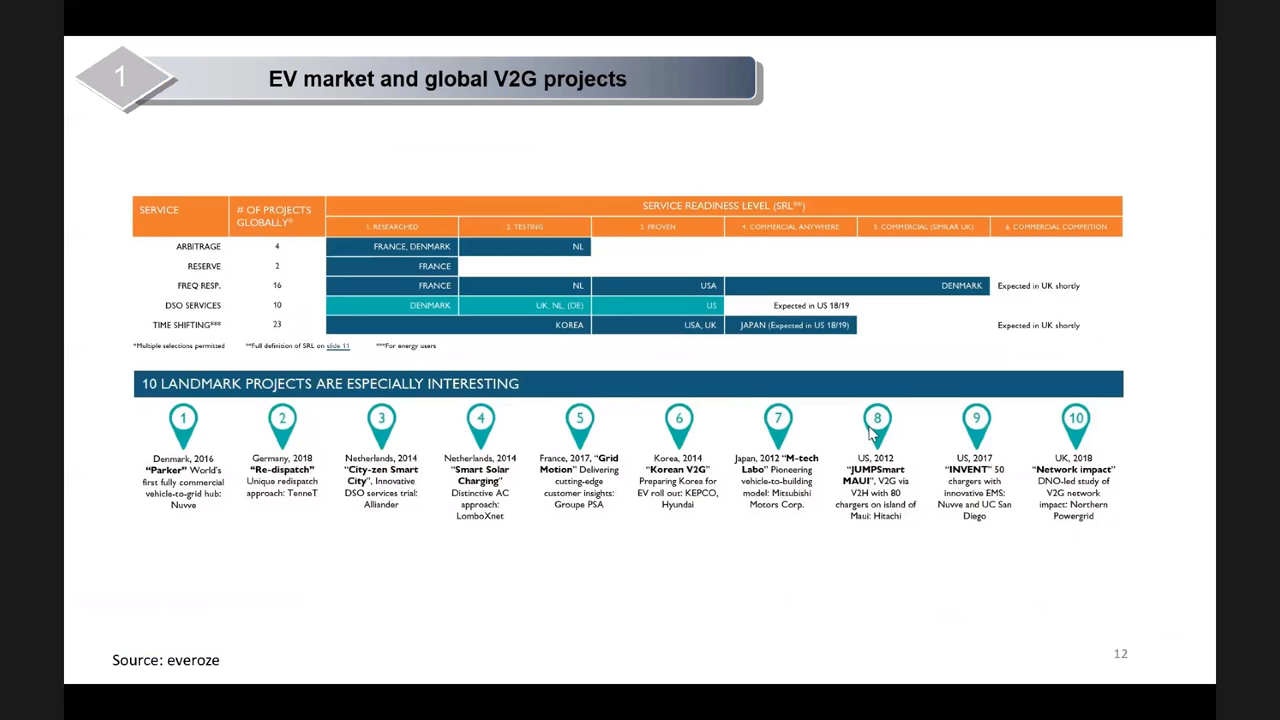 1
EV market and global V2G projects
SERVICE
# OF PROJECTS
GLOBALLY*
SERVICE READINESS LEVEL (SRL**)
1. RESEARCHED
2. TESTING
3. PROVEN
4. COMMERCIAL ANYWHERE
5. COMMERCIAL (SIMILAR UK)
6. COMMERCIAL COMPEITION
ARBITRAGE 4 FRANCE, DENMARK NL
RESERVE 2 FRANCE
FREQ RESP. 16 FRANCE NL USA DENMARK Expected in UK shortly
DSO SERVICES 10 DENMARK UK, NL, (DE) US Expected in US 18/19
TIME SHIFTING*** 23 KOREA USA, UK JAPAN (Expected in US 18/19) Expected in UK shortly
*Multiple selections permitted **Full definition of SRL on slide 11 ***For energy users
10 LANDMARK PROJECTS ARE ESPECIALLY INTERESTING
1
Denmark, 2016
“Parker” World's
first fully commercial
vehicle-to-grid hub:
Nuvve
2
Germany, 2018
“Re-dispatch”
Unique redispatch
approach: TenneT
3
Netherlands, 2014
“City-zen Smart
City”, Innovative
DSO services trial:
Alliander
4
Netherlands, 2014
“Smart Solar
Charging”
Distinctive AC
approach:
LomboXnet
5
France, 2017, “Grid
Motion” Delivering
cutting-edge
customer insights:
Groupe PSA
6
Korea, 2014
“Korean V2G”
Preparing Korea for
EV roll out: KEPCO,
Hyundai
7
Japan, 2012 “M-tech
Labo” Pioneering
vehicle-to-building
model: Mitsubishi
Motors Corp.
8
US, 2012
“JUMPSmart
MAUI”, V2G via
V2H with 80
chargers on island of
Maui: Hitachi
9
US, 2017
“INVENT” 50
chargers with
innovative EMS:
Nuvve and UC San
Diego
10
UK, 2018
“Network impact”
DNO-led study of
V2G network
impact: Northern
Powergrid
Source: everoze
12